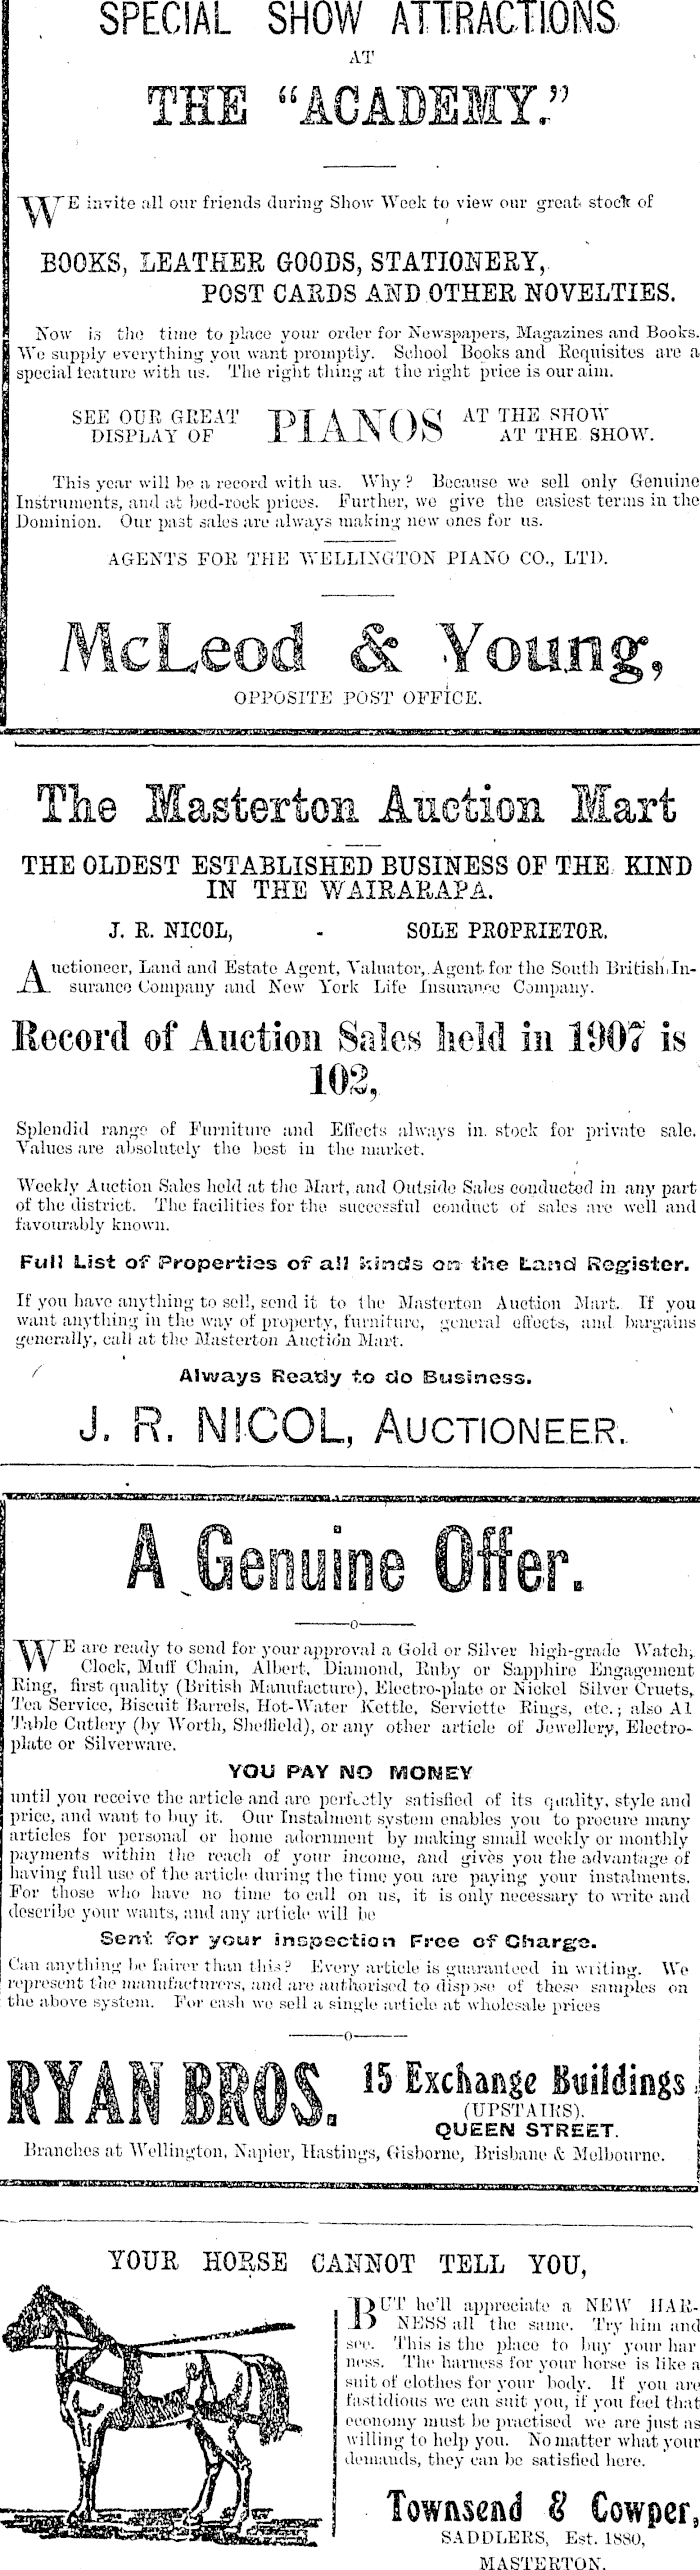 SPECIAL SHOW ATTRACTIONS
AT
THE "ACADEMY."
WE invite all our friends during Show Week to view our great stock of
BOOKS, LEATHER GOODS, STATIONERY,
POST CARDS AND OTHER NOVELTIES.
Now is the time to place your order for Newspapers, Magazines and Books.
We supply everything you want promptly. School Books and Requisites are a
special feature with us. The right thing at the right price is our aim.
SEE OUR GREAT DISPLAY OF PIANOS AT THE SHOW AT THE SHOW.
This year will be a record with us. Why? Because we sell only Genuine
Instruments, and at bed-rock prices. Further, we give the easiest terms in the
Dominion. Our past sales are always making new ones for us.
AGENTS FOR THE WELLINGTON PIANO CO., LTD.
McLeod & Young,
OPPOSITE POST OFFICE.
The Masterton Auction Mart
THE OLDEST ESTABLISHED BUSINESS OF THE KIND
IN THE WAIRARAPA.
J. R. NICOL, - SOLE PROPRIETOR.
Auctioneer, Land and Estate Agent, Valuator, Agent for the South British In-
surance Company and New York Life Insurance Company.
Record of Auction Sales held in 1907 is
102,
Splendid range of Furniture and Effects always in stock for private sale.
Values are absolutely the best in the market.
Weekly Auction Sales held at the Mart, and Outside Sales conducted in any part
of the district. The facilities for the successful conduct of sales are well and
favourably known.
Full List of Properties of all kinds on the Land Register.
If you have anything to sell, send it to the Masterton Auction Mart. If you
want anything in the way of property, furniture, general effects, and bargains
generally, call at the Masterton Auction Mart.
Always Ready to do Business.
J. R. NICOL, AUCTIONEER.
A Genuine Offer.
WE are ready to send for your approval a Gold or Silver high-grade Watch,
Clock, Muff Chain, Albert, Diamond, Ruby or Sapphire Engagement
Ring, first quality (British Manufacture), Electro-plate or Nickel Silver Cruets,
Tea Service, Biscuit Barrels, Hot-Water Kettle, Serviette Rings, etc.; also A1
Table Cutlery (by Worth, Sheffield), or any other article of Jewellery, Electro-
plate or Silverware.
YOU PAY NO MONEY
until you receive the article and are perfectly satisfied of its quality, style and
price, and want to buy it. Our Instalment system enables you to procure many
articles for personal or home adornment by making small weekly or monthly
payments within the reach of your income, and gives you the advantage of
having full use of the article during the time you are paying your instalments.
For those who have no time to call on us, it is only necessary to write and
describe your wants, and any article will be
Sent for your inspection Free of Charge.
Can anything be fairer than this? Every article is guaranteed in writing. We
represent the manufacturers, and are authorised to dispose of these samples on
the above system. For cash we sell a single article at wholesale prices
RYAN BROS. 15 Exchange Buildings
(UPSTAIRS).
QUEEN STREET.
Branches at Wellington, Napier, Hastings, Gisborne, Brisbane & Melbourne.
YOUR HORSE CANNOT TELL YOU,
BUT he'll appreciate a NEW HAR-
NESS all the same. Try him and
see. This is the place to buy your har
ness. The harness for your horse is like a
suit of clothes for your body. If you are
fastidious we can suit you, if you feel that
economy must be practised we are just as
willing to help you. No matter what your
demands, they can be satisfied here.
Townsend & Cowper,
SADDLERS, Est. 1880,
MASTERTON.